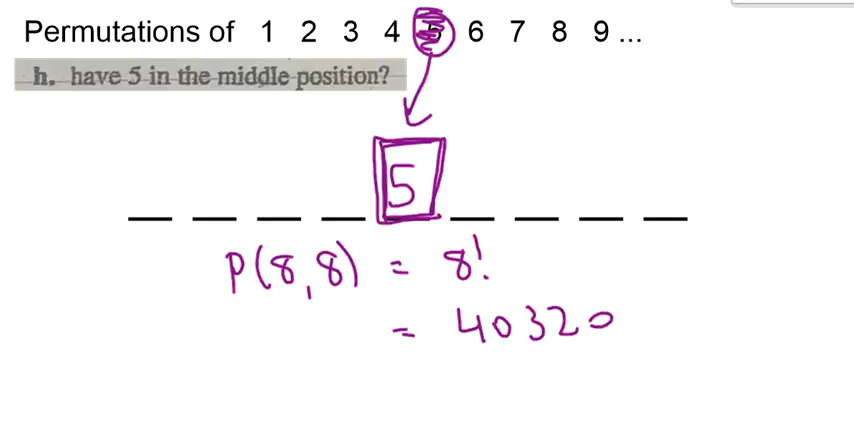 Permutations of 1 2 3 4 5 6 7 8 9 ...
h. have 5 in the middle position?
5
P(8,8) = 8!
= 40320